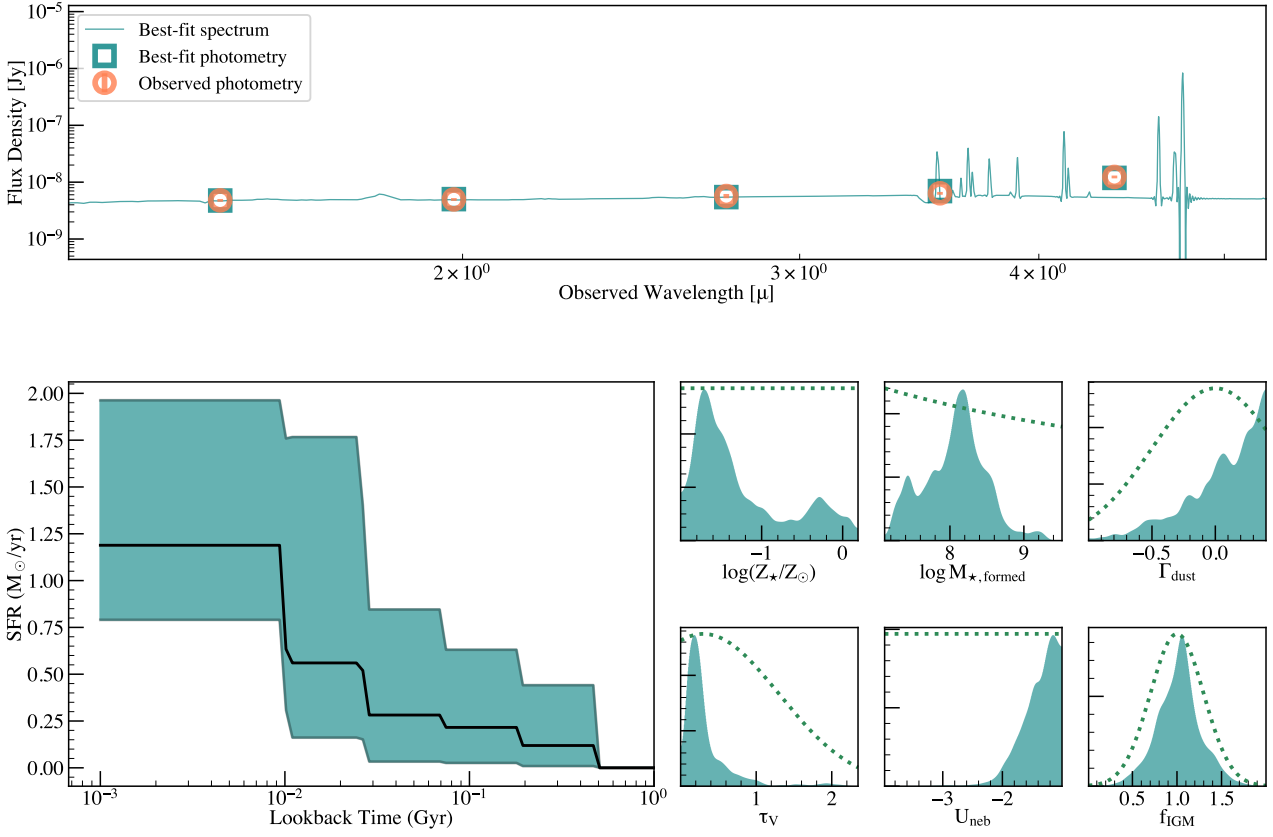 10⁻⁵
10⁻⁶
10⁻⁷
10⁻⁸
10⁻⁹
Flux Density [Jy]
Best-fit spectrum
Best-fit photometry
Observed photometry
2×10⁰ 3×10⁰ 4×10⁰
Observed Wavelength [μ]
2.00
1.75
1.50
1.25
1.00
0.75
0.50
0.25
0.00
SFR (M⊙/yr)
10⁻³ 10⁻² 10⁻¹ 10⁰
Lookback Time (Gyr)
-1 0
log(Z⋆/Z⊙)
8 9
log M⋆,formed
−0.5 0.0
Γdust
1 2
τV
−3 −2
Uneb
0.5 1.0 1.5
fIGM